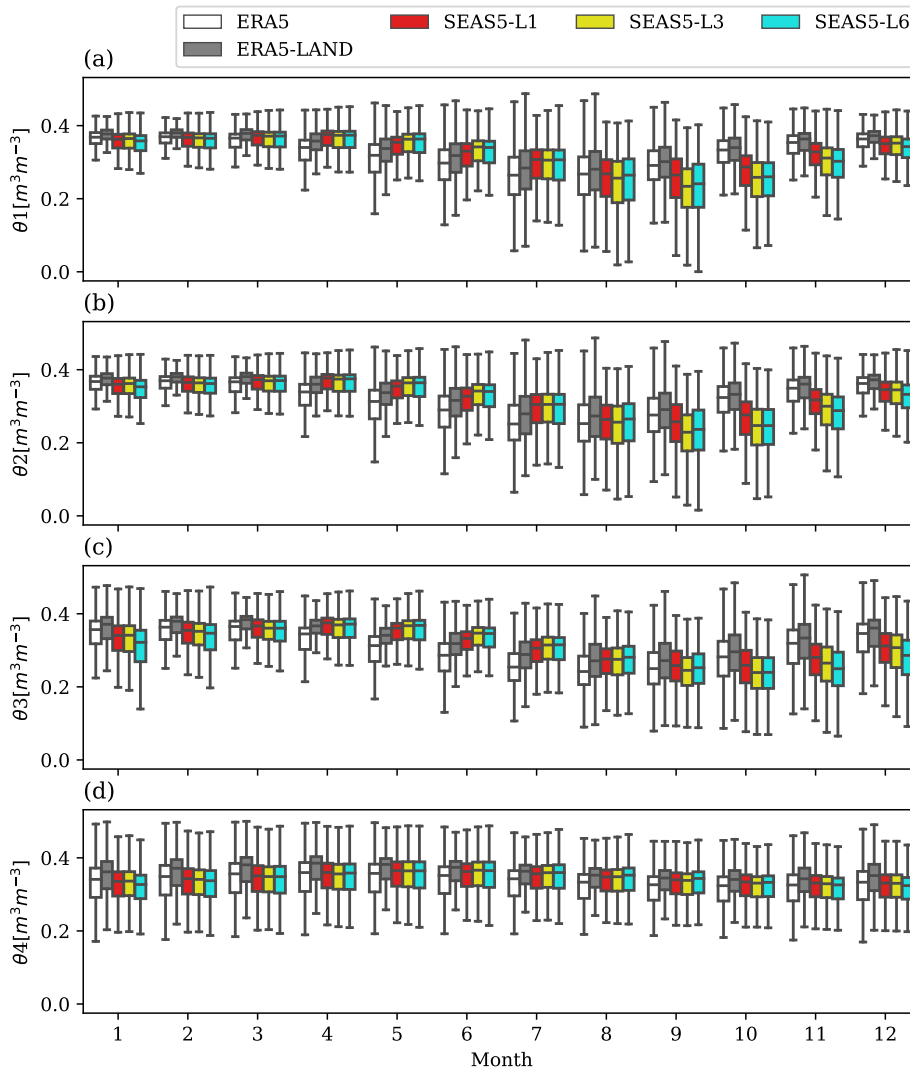 ERA5 SEAS5-L1 SEAS5-L3 SEAS5-L6
ERA5-LAND
(a)
θ1[m³m⁻³]
0.4
0.2
0.0
(b)
θ2[m³m⁻³]
0.4
0.2
0.0
(c)
θ3[m³m⁻³]
0.4
0.2
0.0
(d)
θ4[m³m⁻³]
0.4
0.2
0.0
1 2 3 4 5 6 7 8 9 10 11 12
Month